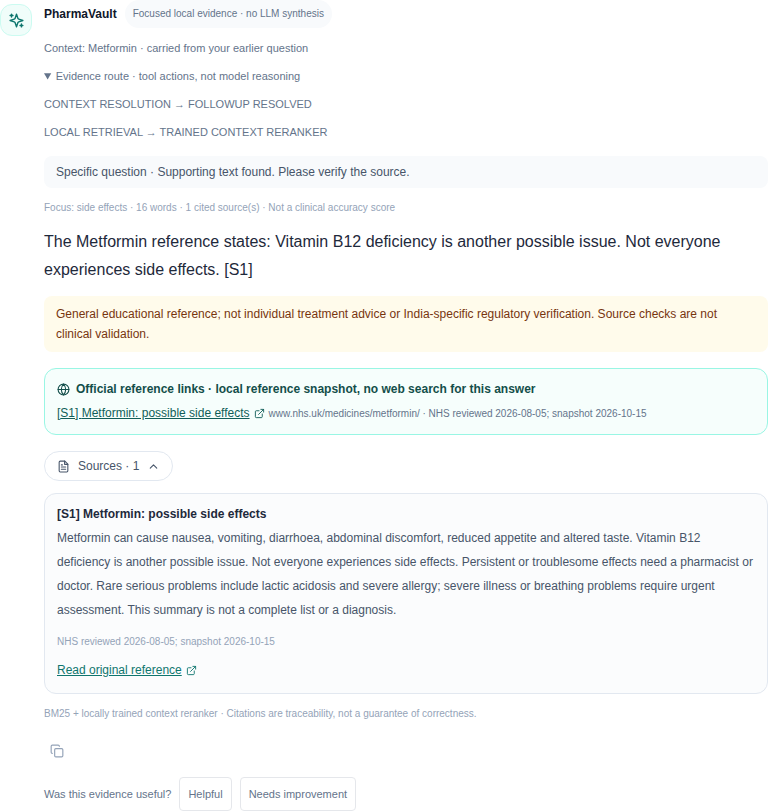 PharmaVault Focused local evidence · no LLM synthesis
Context: Metformin · carried from your earlier question
▼ Evidence route · tool actions, not model reasoning
CONTEXT RESOLUTION → FOLLOWUP RESOLVED
LOCAL RETRIEVAL → TRAINED CONTEXT RERANKER
Specific question · Supporting text found. Please verify the source.
Focus: side effects · 16 words · 1 cited source(s) · Not a clinical accuracy score
The Metformin reference states: Vitamin B12 deficiency is another possible issue. Not everyone
experiences side effects. [S1]
General educational reference; not individual treatment advice or India-specific regulatory verification. Source checks are not
clinical validation.
Official reference links · local reference snapshot, no web search for this answer
[S1] Metformin: possible side effects www.nhs.uk/medicines/metformin/ · NHS reviewed 2026-08-05; snapshot 2026-10-15
Sources · 1
[S1] Metformin: possible side effects
Metformin can cause nausea, vomiting, diarrhoea, abdominal discomfort, reduced appetite and altered taste. Vitamin B12
deficiency is another possible issue. Not everyone experiences side effects. Persistent or troublesome effects need a pharmacist or
doctor. Rare serious problems include lactic acidosis and severe allergy; severe illness or breathing problems require urgent
assessment. This summary is not a complete list or a diagnosis.
NHS reviewed 2026-08-05; snapshot 2026-10-15
Read original reference
BM25 + locally trained context reranker · Citations are traceability, not a guarantee of correctness.
Was this evidence useful? Helpful Needs improvement